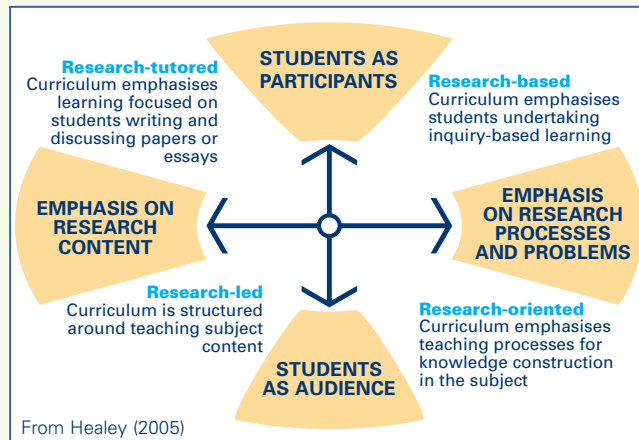 STUDENTS AS
PARTICIPANTS
Research-tutored
Curriculum emphasises
learning focused on
students writing and
discussing papers or
essays
Research-based
Curriculum emphasises
students undertaking
inquiry-based learning
EMPHASIS ON
RESEARCH
CONTENT
EMPHASIS
ON RESEARCH
PROCESSES
AND PROBLEMS
Research-led
Curriculum is structured
around teaching subject
content
Research-oriented
Curriculum emphasises
teaching processes for
knowledge construction
in the subject
STUDENTS
AS AUDIENCE
From Healey (2005)